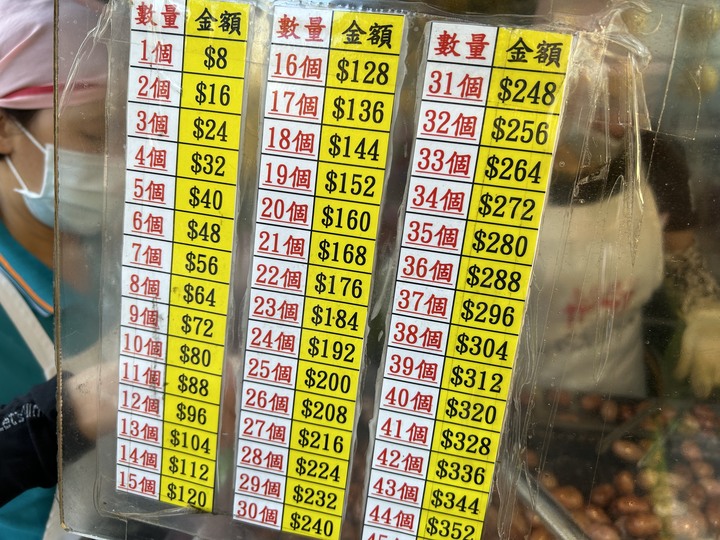 數量 金額
1個 $8
2個 $16
3個 $24
4個 $32
5個 $40
6個 $48
7個 $56
8個 $64
9個 $72
10個 $80
11個 $88
12個 $96
13個 $104
14個 $112
15個 $120
數量 金額
16個 $128
17個 $136
18個 $144
19個 $152
20個 $160
21個 $168
22個 $176
23個 $184
24個 $192
25個 $200
26個 $208
27個 $216
28個 $224
29個 $232
30個 $240
數量 金額
31個 $248
32個 $256
33個 $264
34個 $272
35個 $280
36個 $288
37個 $296
38個 $304
39個 $312
40個 $320
41個 $328
42個 $336
43個 $344
44個 $352